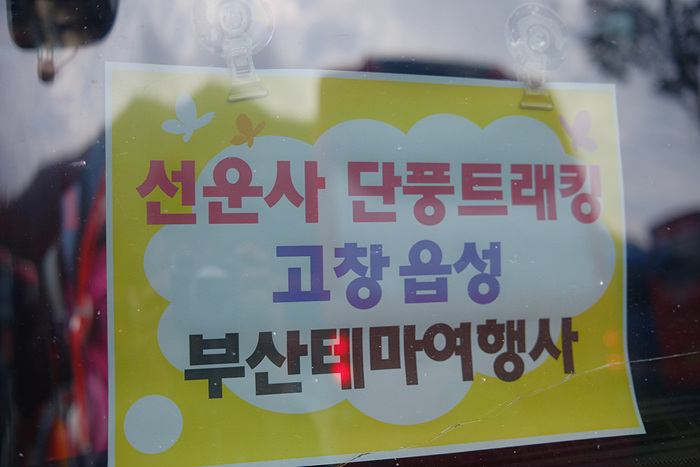 선운사 단풍트래킹
고창읍성
부산테마여행사